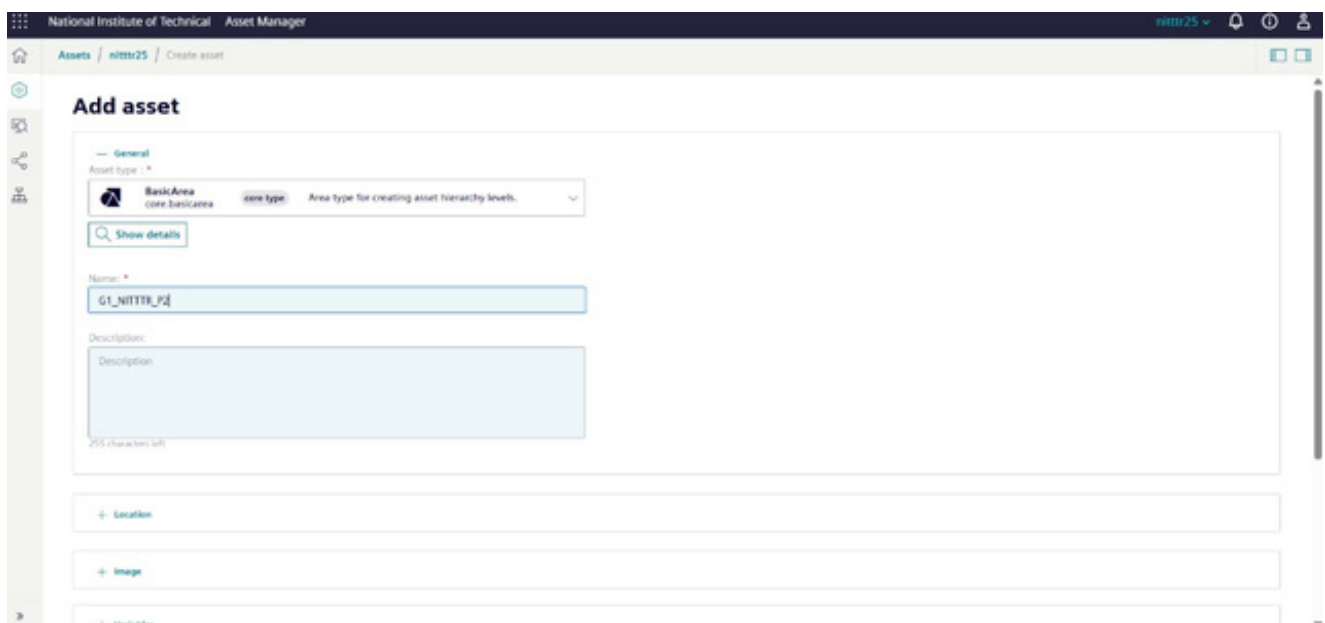 National Institute of Technical Asset Manager nitttr25
Assets / nitttr25 / Create asset
Add asset
— General
Asset type : *
BasicArea
core.basicarea
core type
Area type for creating asset hierarchy levels.
Show details
Name: *
G1_NITTTR_P2
Description:
Description
255 characters left
+ Location
+ Image